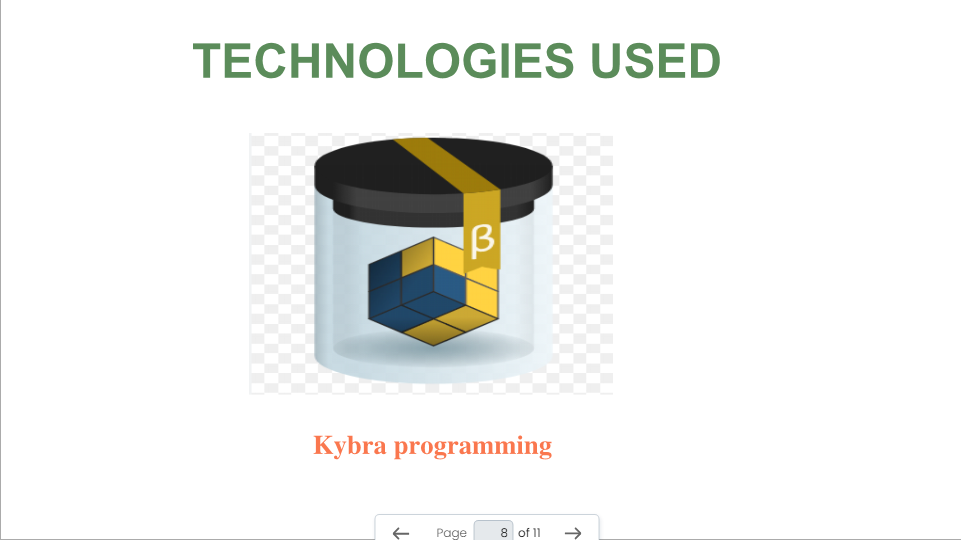 TECHNOLOGIES USED
β
Kybra programming
Page 8 of 11